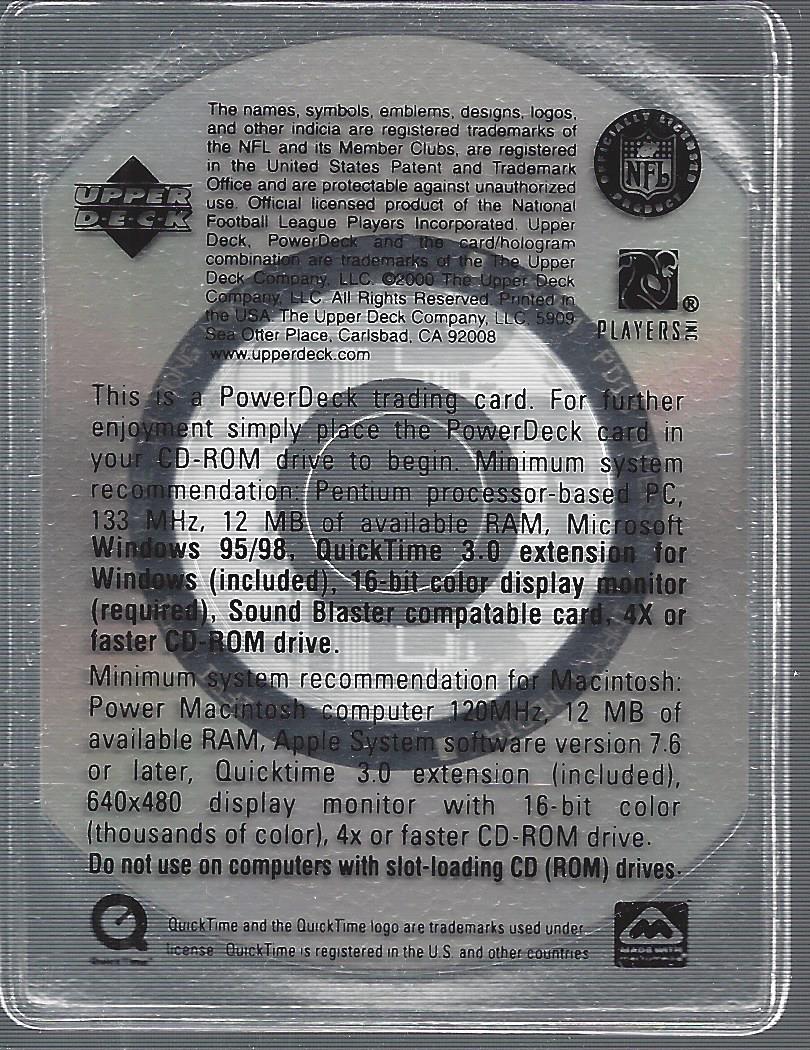 The names, symbols, emblems, designs, logos,
and other indicia are registered trademarks of
the NFL and its Member Clubs, are registered
in the United States Patent and Trademark
Office and are protectable against unauthorized
use. Official licensed product of the National
Football League Players Incorporated. Upper
Deck, PowerDeck and the card/hologram
combination are trademarks of the The Upper
Deck Company, LLC. ©2000 The Upper Deck
Company, LLC. All Rights Reserved. Printed in
the USA. The Upper Deck Company, LLC, 5909
Sea Otter Place, Carlsbad, CA 92008
www.upperdeck.com
UPPER
D·E·C·K
OFFICIALLY LICENSED
NFL
PRODUCT
®
PLAYERS INC
This is a PowerDeck trading card. For further
enjoyment simply place the PowerDeck card in
your CD-ROM drive to begin. Minimum system
recommendation: Pentium processor-based PC,
133 MHz, 12 MB of available RAM, Microsoft
Windows 95/98, QuickTime 3.0 extension for
Windows (included), 16-bit color display monitor
(required), Sound Blaster compatable card, 4X or
faster CD-ROM drive.
Minimum system recommendation for Macintosh:
Power Macintosh computer 120MHz, 12 MB of
available RAM, Apple System software version 7.6
or later, Quicktime 3.0 extension (included),
640x480 display monitor with 16-bit color
(thousands of color), 4x or faster CD-ROM drive.
Do not use on computers with slot-loading CD (ROM) drives.
QuickTime and the QuickTime logo are trademarks used under
license QuickTime is registered in the U.S. and other countries
MADE WITH